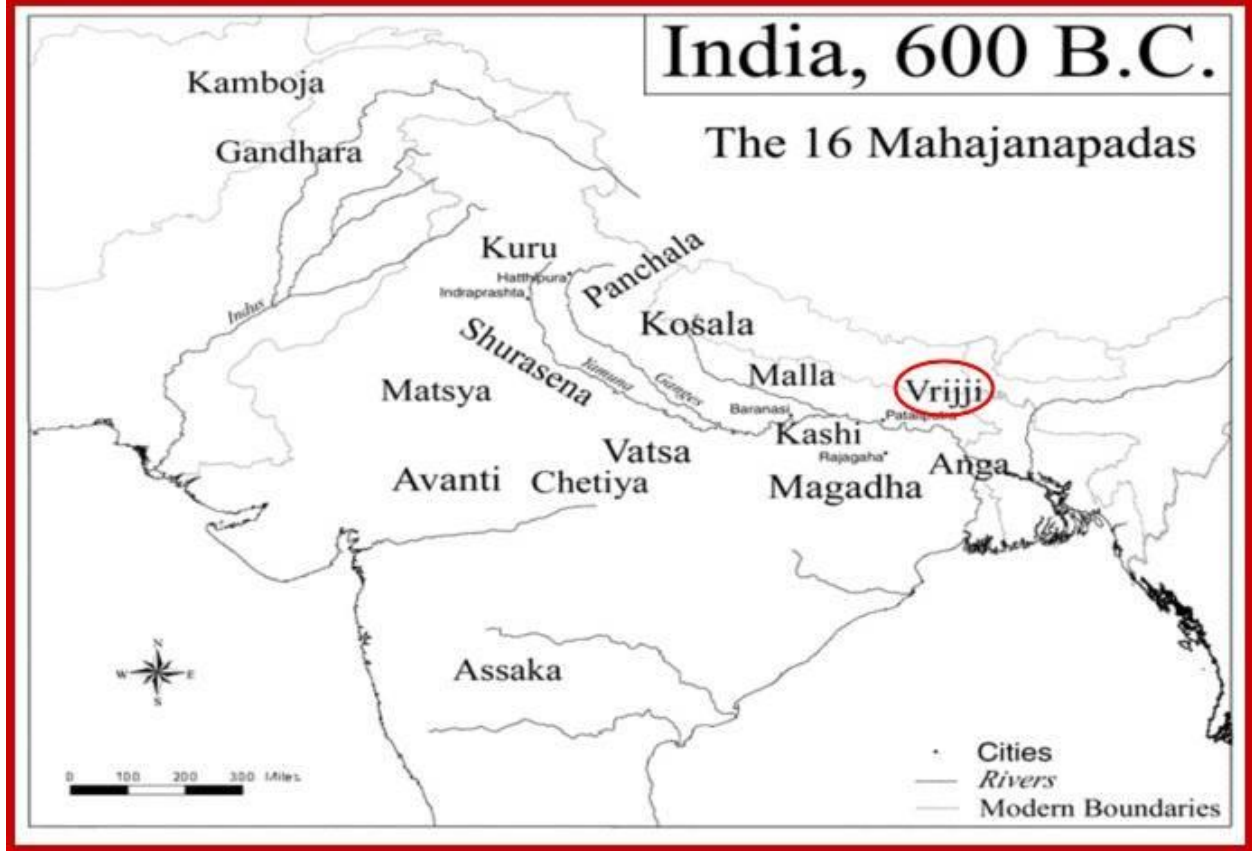 India, 600 B.C.
The 16 Mahajanapadas
Kamboja
Gandhara
Kuru
Panchala
Hatthipura
Indraprashta
Indus
Kosala
Shurasena
Yamuna
Ganges
Malla
Vrijji
Matsya
Baranasi
Pataliputra
Kashi
Vatsa
Rajagaha
Anga
Avanti
Chetiya
Magadha
Assaka
N
W
E
S
0 100 200 300 Miles
Cities
Rivers
Modern Boundaries